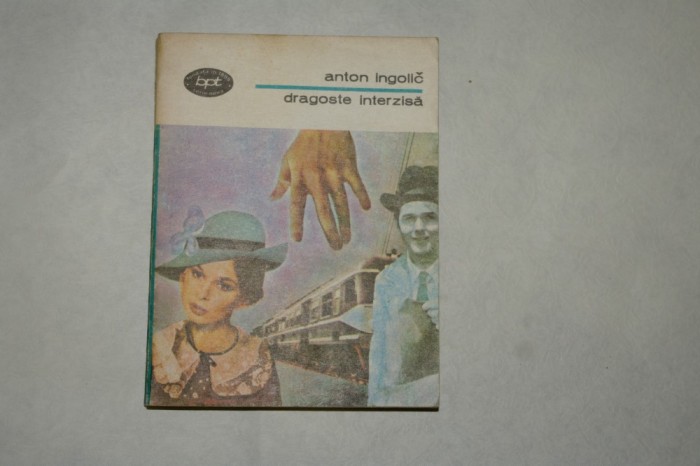 bpt
anton ingolič
dragoste interzisă